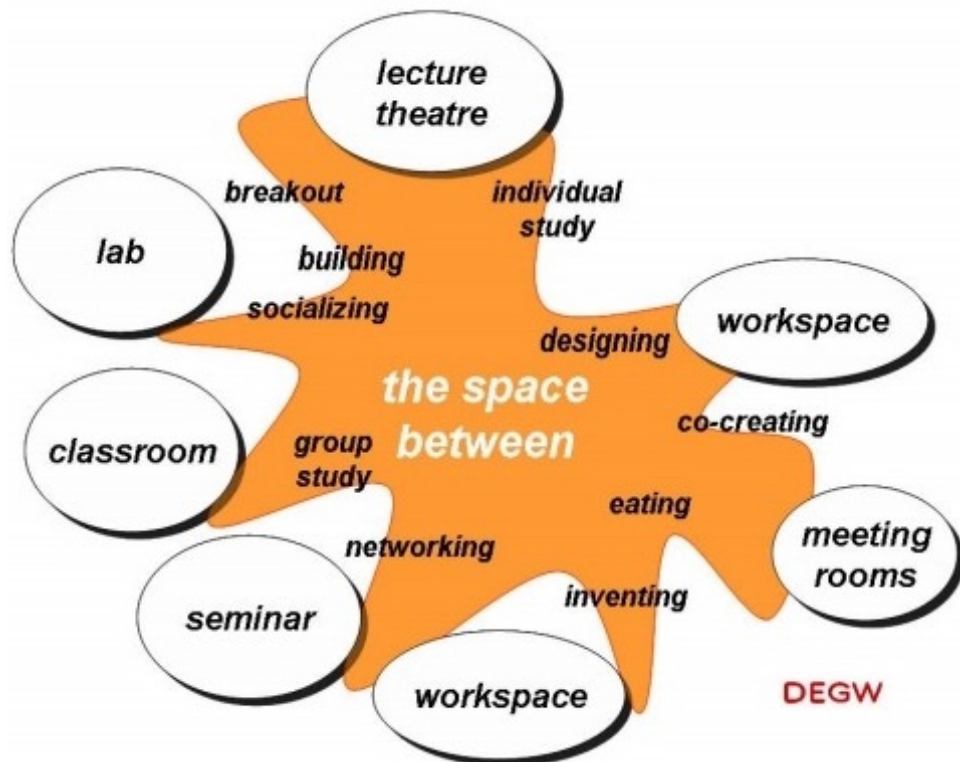 lecture
theatre
breakout
individual
study
lab
building
socializing
workspace
designing
the space
between
co-creating
classroom
group
study
eating
meeting
rooms
networking
inventing
seminar
workspace
DEGW